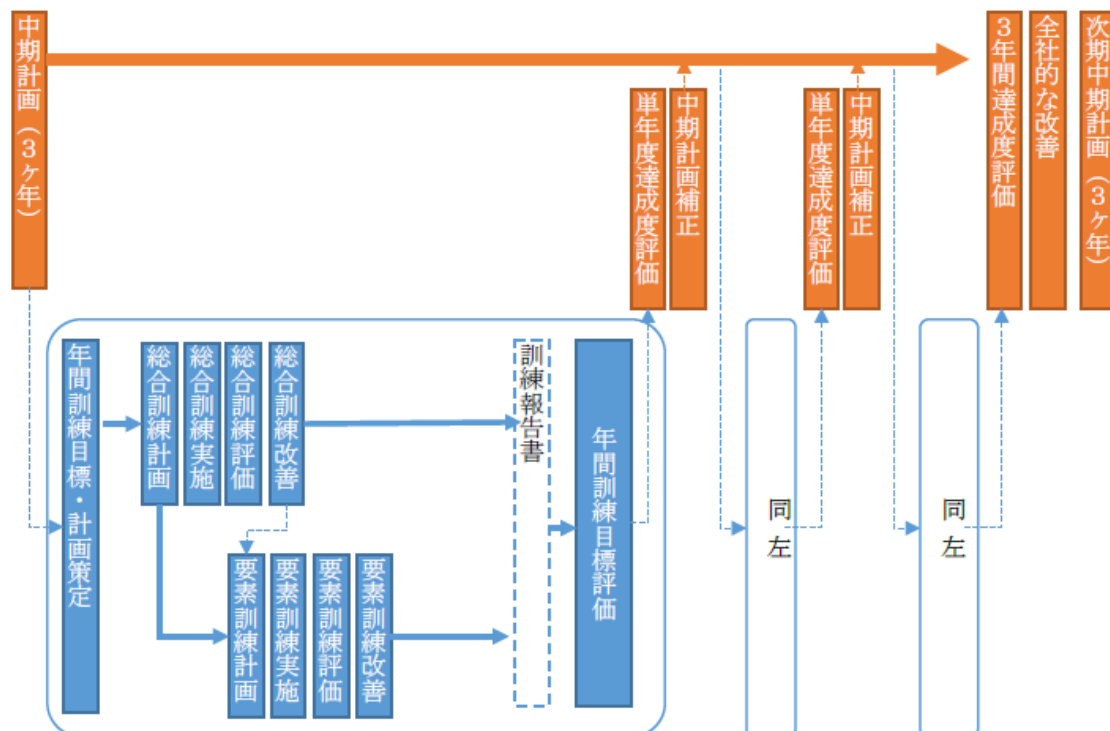 中期計画（3ヶ年）
単年度達成度評価
中期計画補正
単年度達成度評価
中期計画補正
3年間達成度評価
全社的な改善
次期中期計画（3ヶ年）
年間訓練目標・計画策定
総合訓練計画
総合訓練実施
総合訓練評価
総合訓練改善
要素訓練計画
要素訓練実施
要素訓練評価
要素訓練改善
訓練報告書
年間訓練目標評価
同左
同左